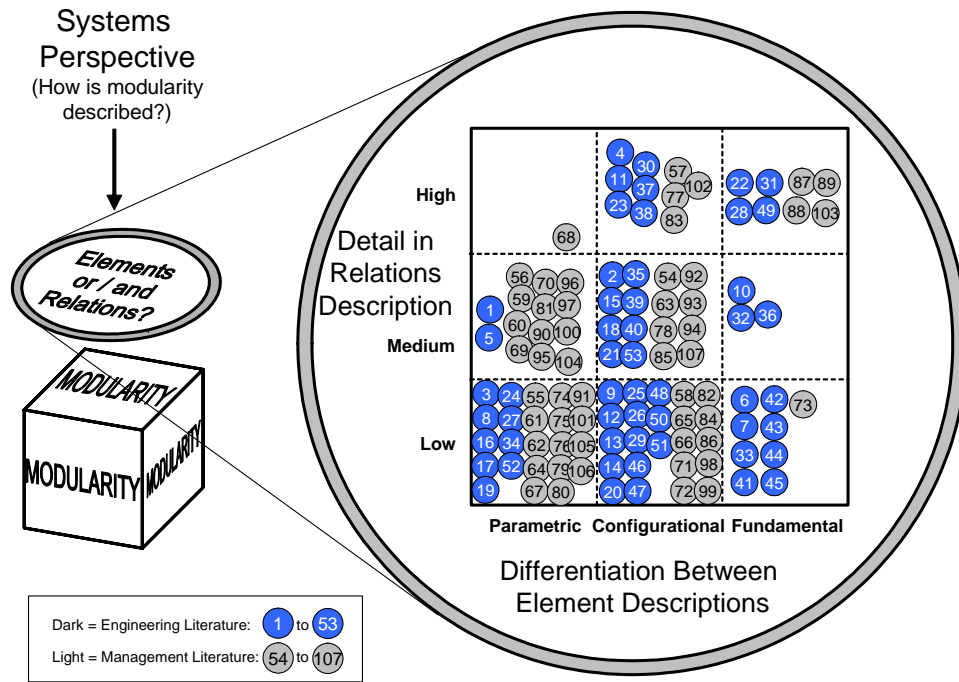 Systems
Perspective
(How is modularity
described?)
Elements
or / and
Relations?
MODULARITY
MODULARITY
MODULARITY
High
Detail in
Relations
Description
Medium
Low
4 30 57
11 37 77 102
23 38 83
22 31 87 89
28 49 88 103
68
56 70 96
1 59 81 97
5 60 90 100
69 95 104
2 35 54 92
15 39 63 93
18 40 78 94
21 53 85 107
10
32 36
3 24 55 74 91
8 27 61 75 101
16 34 62 76 105
17 52 64 79 106
19 67 80
9 25 48 58 82
12 26 50 65 84
13 29 51 66 86
14 46 71 98
20 47 72 99
6 42 73
7 43
33 44
41 45
Parametric Configurational Fundamental
Differentiation Between
Element Descriptions
Dark = Engineering Literature: 1 to 53
Light = Management Literature: 54 to 107